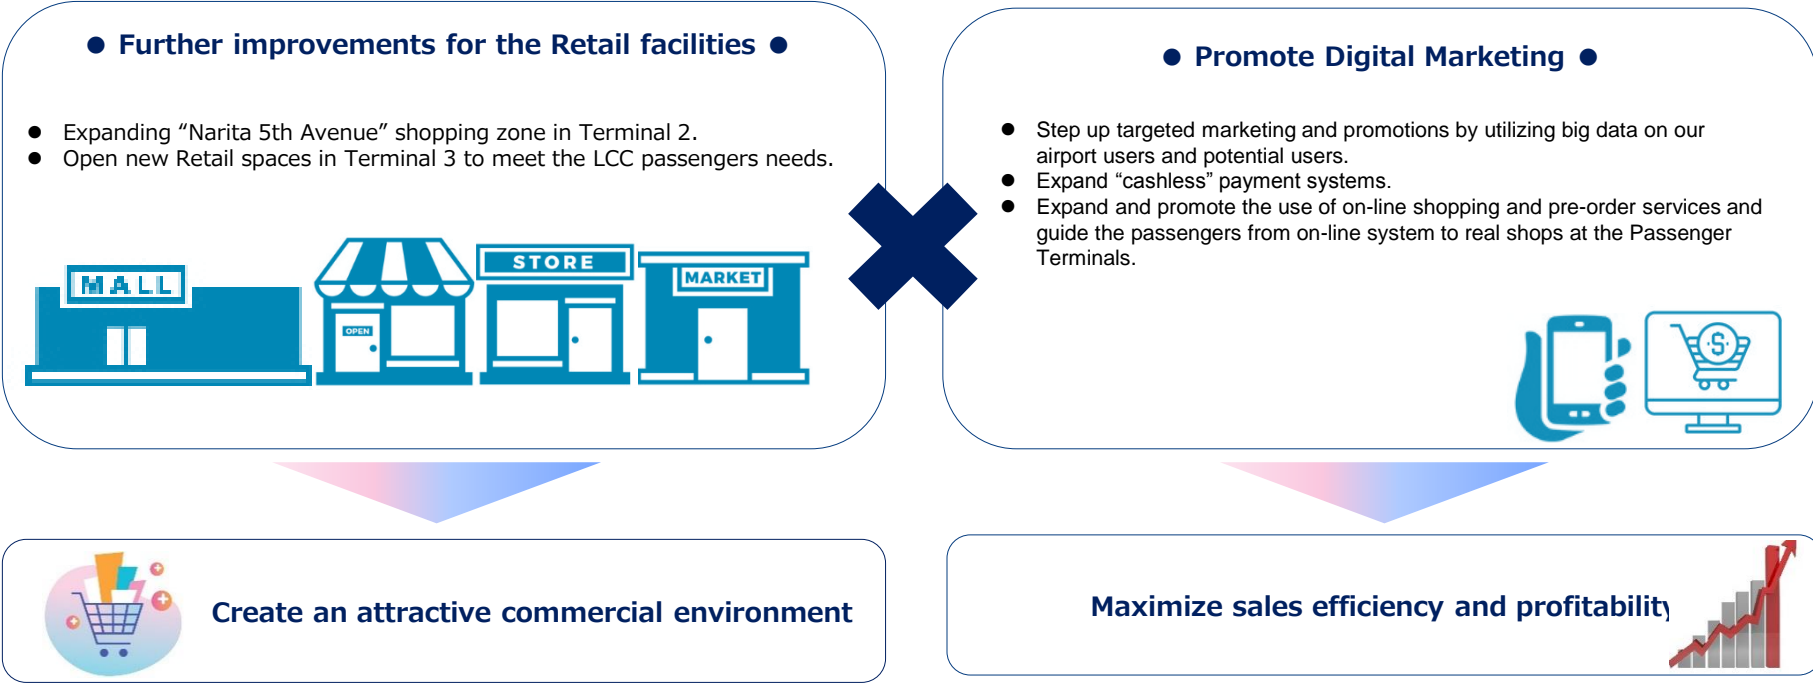 ● Further improvements for the Retail facilities ●
● Expanding “Narita 5th Avenue” shopping zone in Terminal 2.
● Open new Retail spaces in Terminal 3 to meet the LCC passengers needs.
MALL
OPEN
STORE
MARKET
● Promote Digital Marketing ●
● Step up targeted marketing and promotions by utilizing big data on our
airport users and potential users.
● Expand “cashless” payment systems.
● Expand and promote the use of on-line shopping and pre-order services and
guide the passengers from on-line system to real shops at the Passenger
Terminals.
$
Create an attractive commercial environment
Maximize sales efficiency and profitability